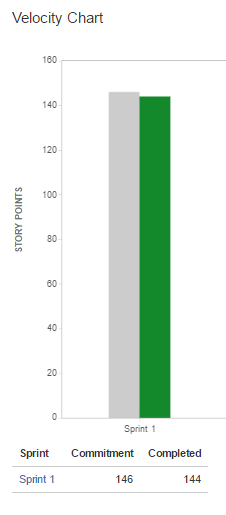 Velocity Chart
160
140
120
100
80
60
40
20
0
STORY POINTS
Sprint 1
Sprint Commitment Completed
Sprint 1 146 144